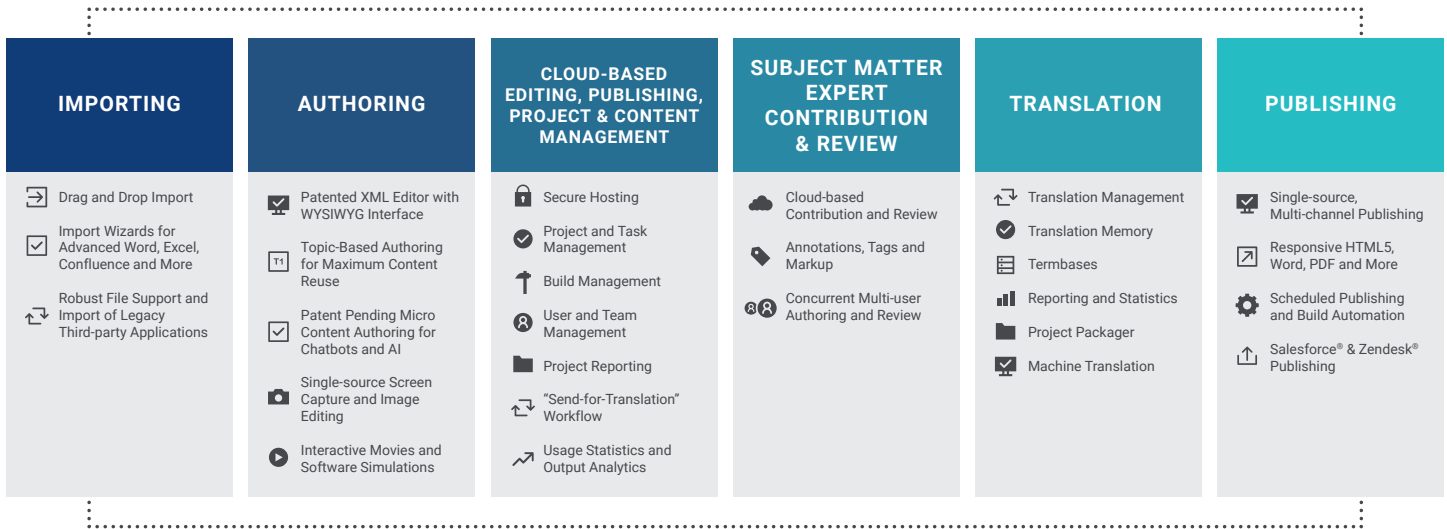 IMPORTING
Drag and Drop Import
Import Wizards for
Advanced Word, Excel,
Confluence and More
Robust File Support and
Import of Legacy
Third-party Applications
AUTHORING
Patented XML Editor with
WYSIWYG Interface
T1
Topic-Based Authoring
for Maximum Content
Reuse
Patent Pending Micro
Content Authoring for
Chatbots and AI
Single-source Screen
Capture and Image
Editing
Interactive Movies and
Software Simulations
CLOUD-BASED
EDITING, PUBLISHING,
PROJECT & CONTENT
MANAGEMENT
Secure Hosting
Project and Task
Management
Build Management
User and Team
Management
Project Reporting
“Send-for-Translation”
Workflow
Usage Statistics and
Output Analytics
SUBJECT MATTER
EXPERT
CONTRIBUTION
& REVIEW
Cloud-based
Contribution and Review
Annotations, Tags and
Markup
Concurrent Multi-user
Authoring and Review
TRANSLATION
Translation Management
Translation Memory
Termbases
Reporting and Statistics
Project Packager
Machine Translation
PUBLISHING
Single-source,
Multi-channel Publishing
Responsive HTML5,
Word, PDF and More
Scheduled Publishing
and Build Automation
Salesforce® & Zendesk®
Publishing